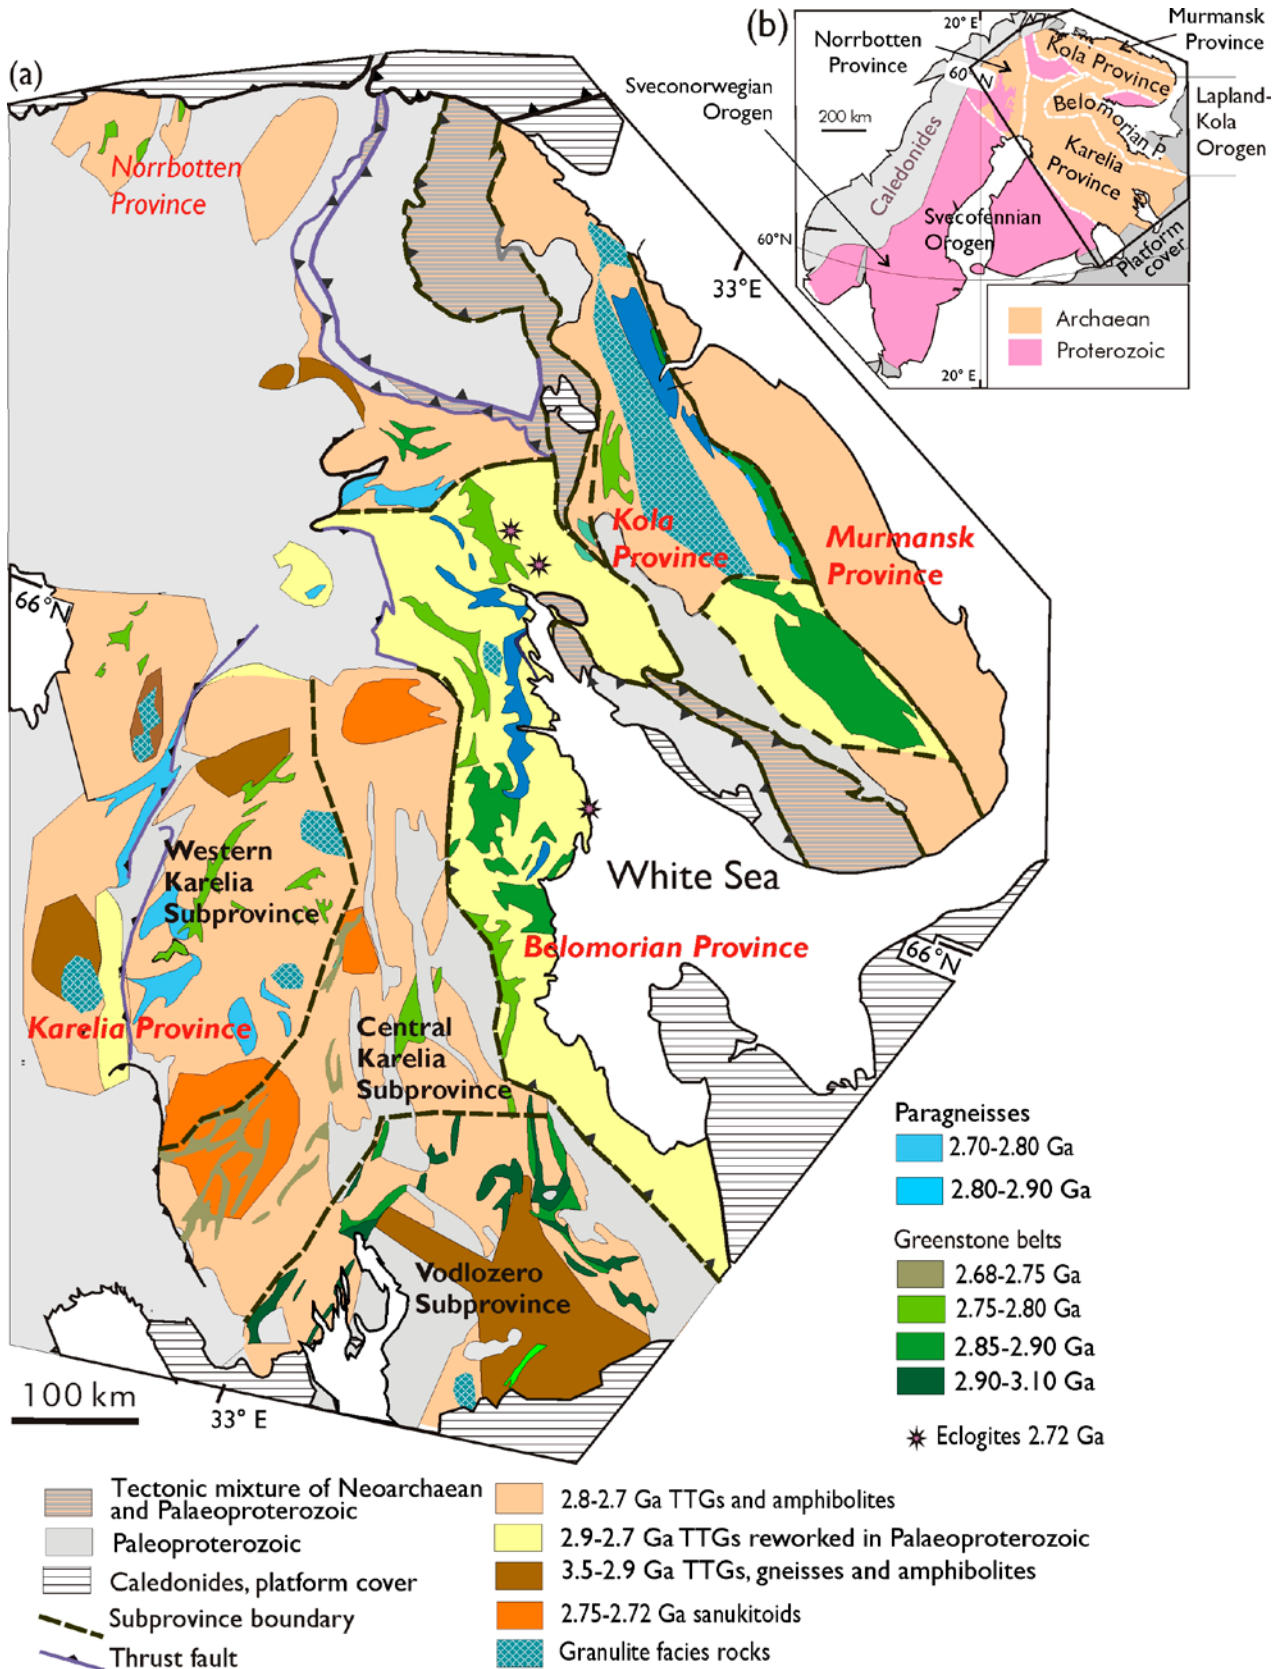 (a)
(b)
20° E
Murmansk
Province
Norrbotten
Province
Kola Province
60°N
Sveconorwegian
Orogen
Belomorian P.
Lapland-
Kola
Orogen
200 km
Caledonides
Karelia
Province
Svecofennian
Orogen
60°N
Platform
cover
Archaean
Proterozoic
20° E
Norrbotten
Province
33°E
Kola
Province
Murmansk
Province
66°N
Western
Karelia
Subprovince
White Sea
Belomorian Province
66°N
Karelia Province
Central
Karelia
Subprovince
Vodlozero
Subprovince
100 km
33° E
Paragneisses
2.70-2.80 Ga
2.80-2.90 Ga
Greenstone belts
2.68-2.75 Ga
2.75-2.80 Ga
2.85-2.90 Ga
2.90-3.10 Ga
Eclogites 2.72 Ga
Tectonic mixture of Neoarchaean
and Palaeoproterozoic
Paleoproterozoic
Caledonides, platform cover
Subprovince boundary
Thrust fault
2.8-2.7 Ga TTGs and amphibolites
2.9-2.7 Ga TTGs reworked in Palaeoproterozoic
3.5-2.9 Ga TTGs, gneisses and amphibolites
2.75-2.72 Ga sanukitoids
Granulite facies rocks